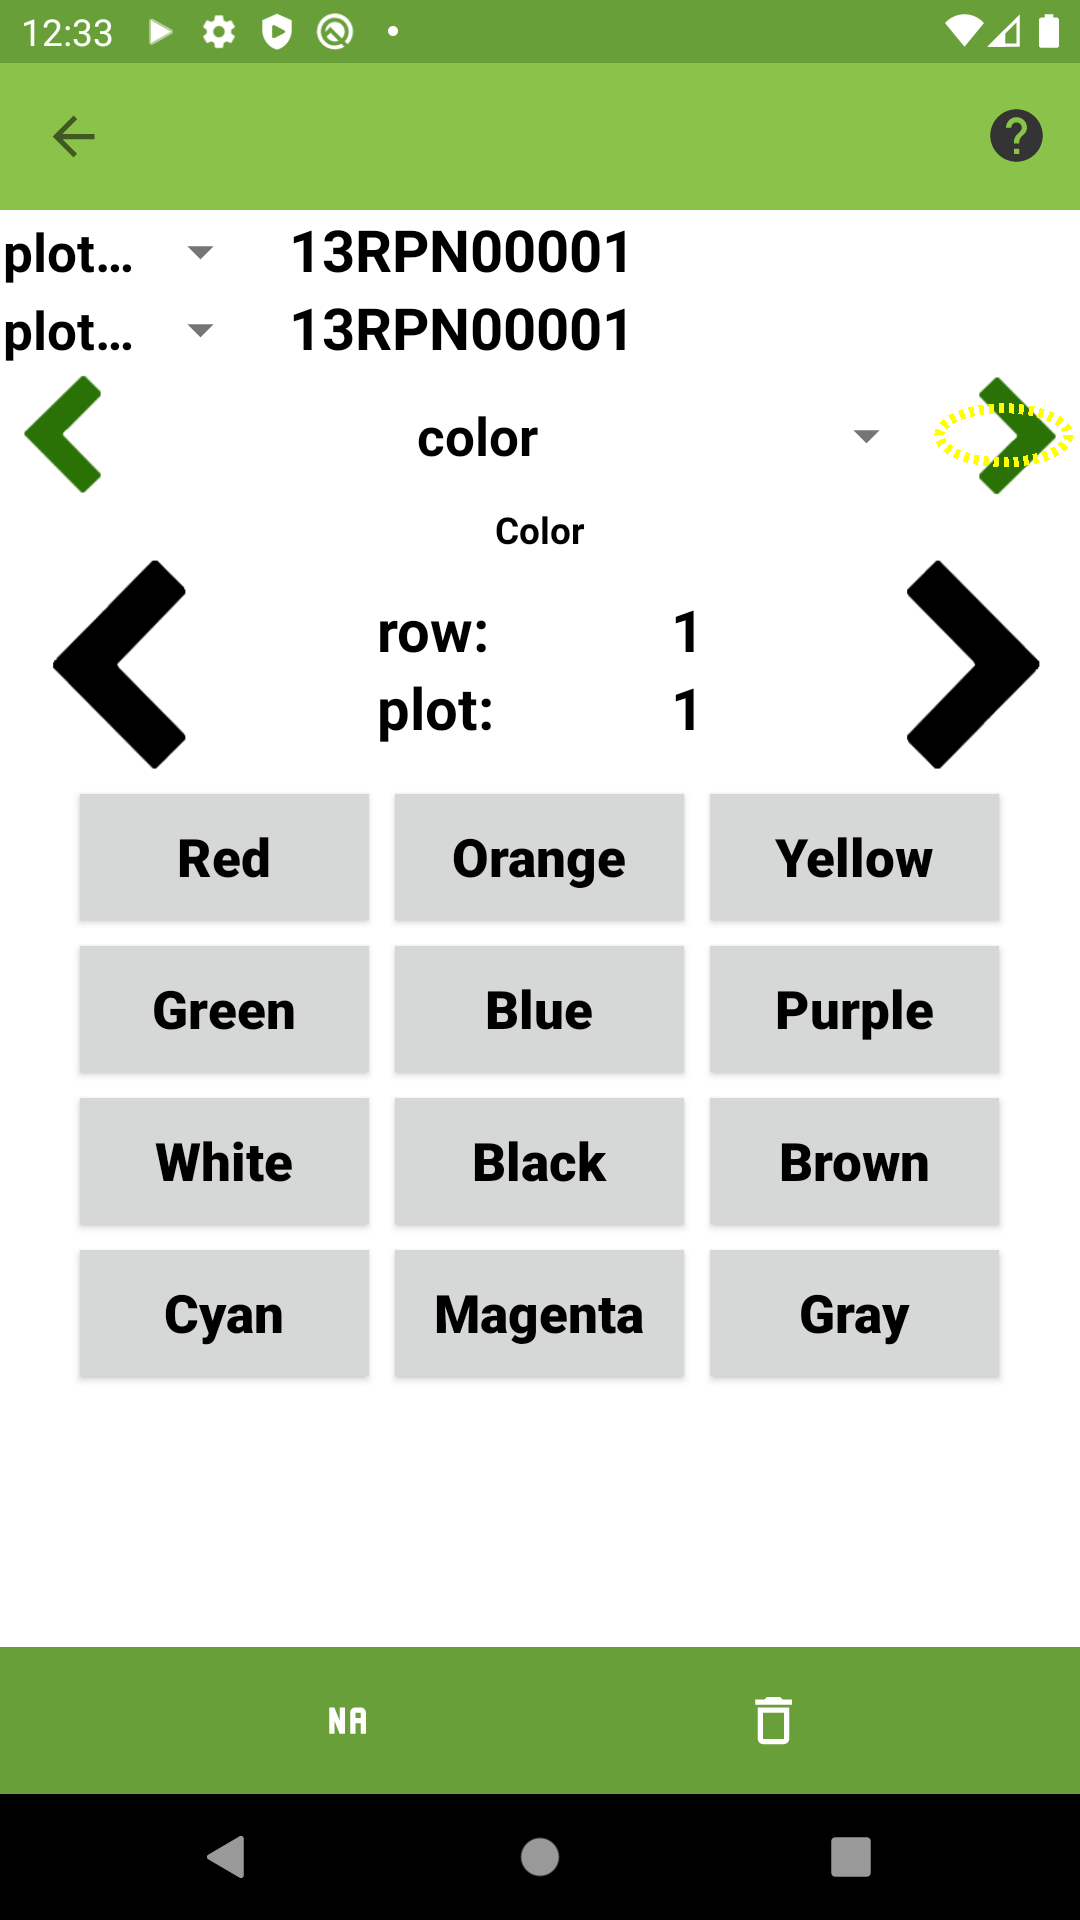 12:33
plot... 13RPN00001
plot... 13RPN00001
color
Color
row: 1
plot: 1
Red Orange Yellow
Green Blue Purple
White Black Brown
Cyan Magenta Gray
NA